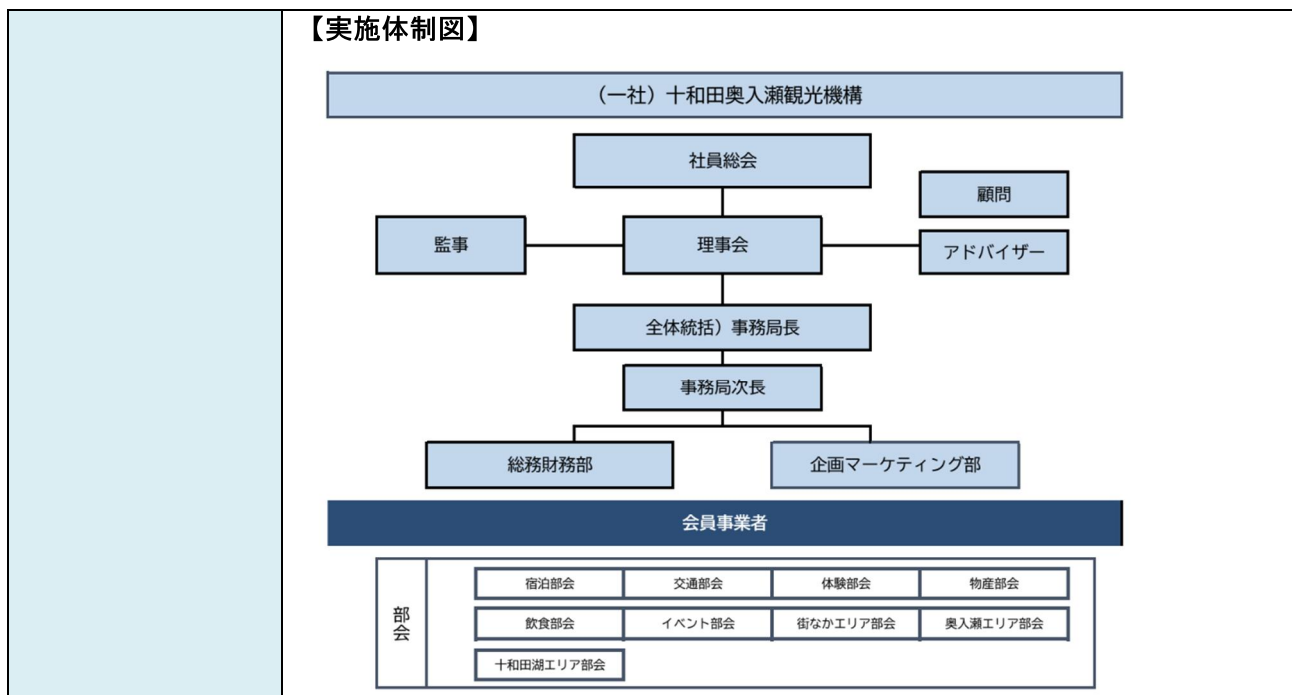 【実施体制図】
（一社）十和田奥入瀬観光機構
社員総会
顧問
監事
理事会
アドバイザー
全体統括）事務局長
事務局次長
総務財務部
企画マーケティング部
会員事業者
部会
宿泊部会
交通部会
体験部会
物産部会
飲食部会
イベント部会
街なかエリア部会
奥入瀬エリア部会
十和田湖エリア部会